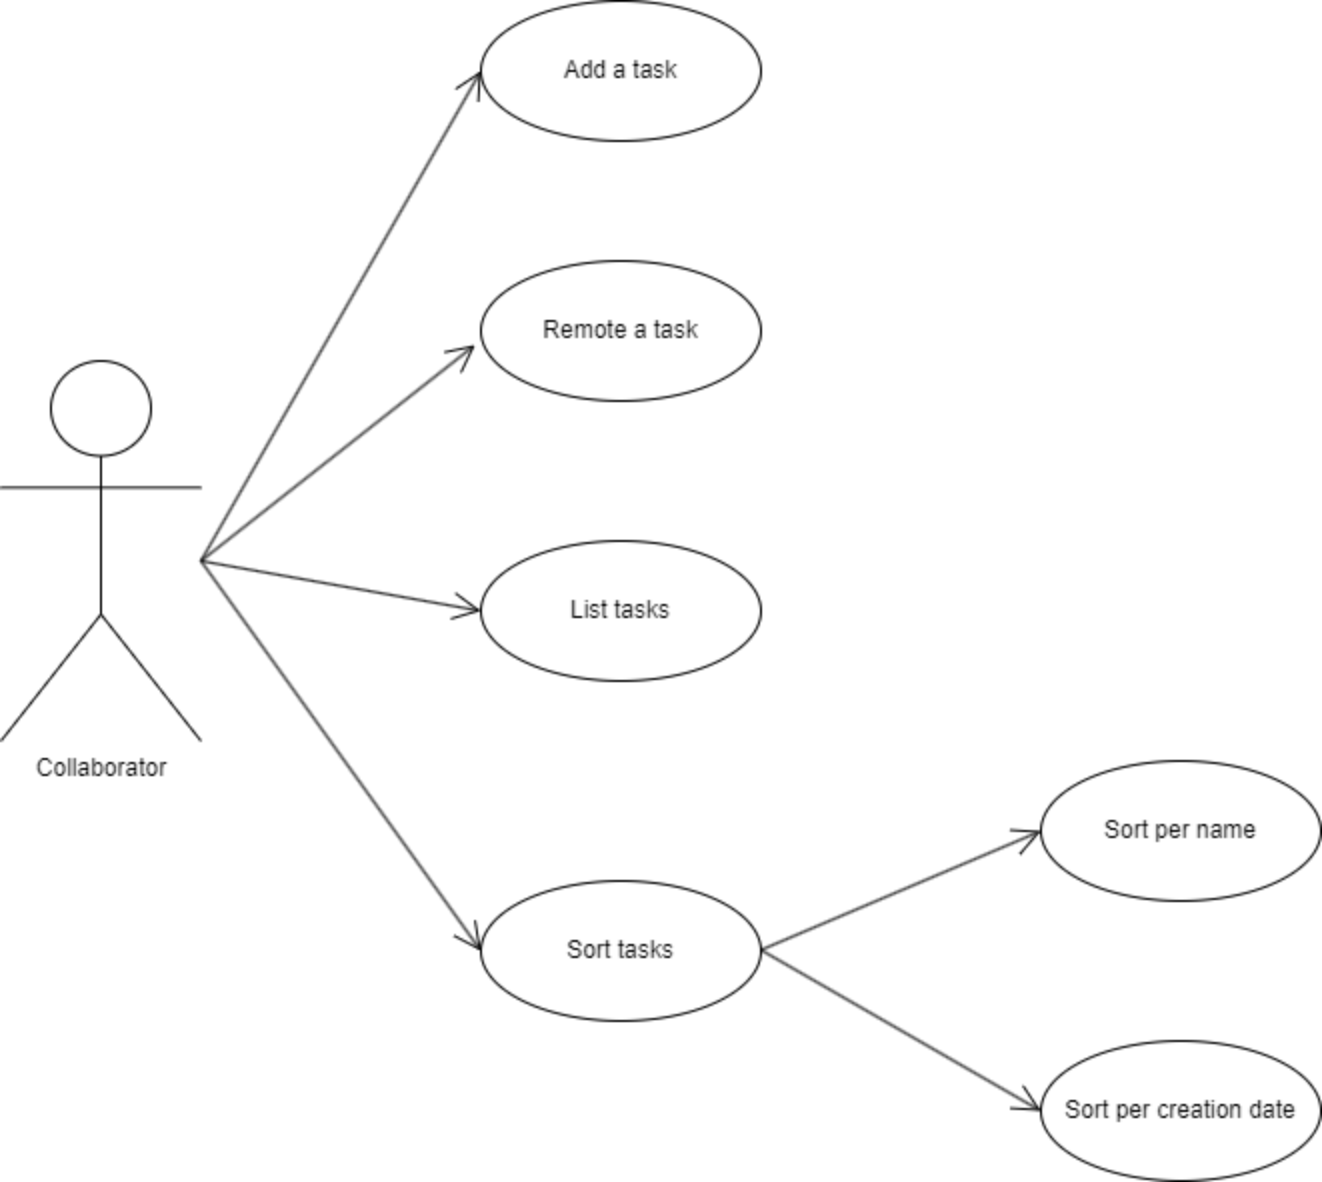 Add a task
Remote a task
List tasks
Collaborator
Sort per name
Sort tasks
Sort per creation date